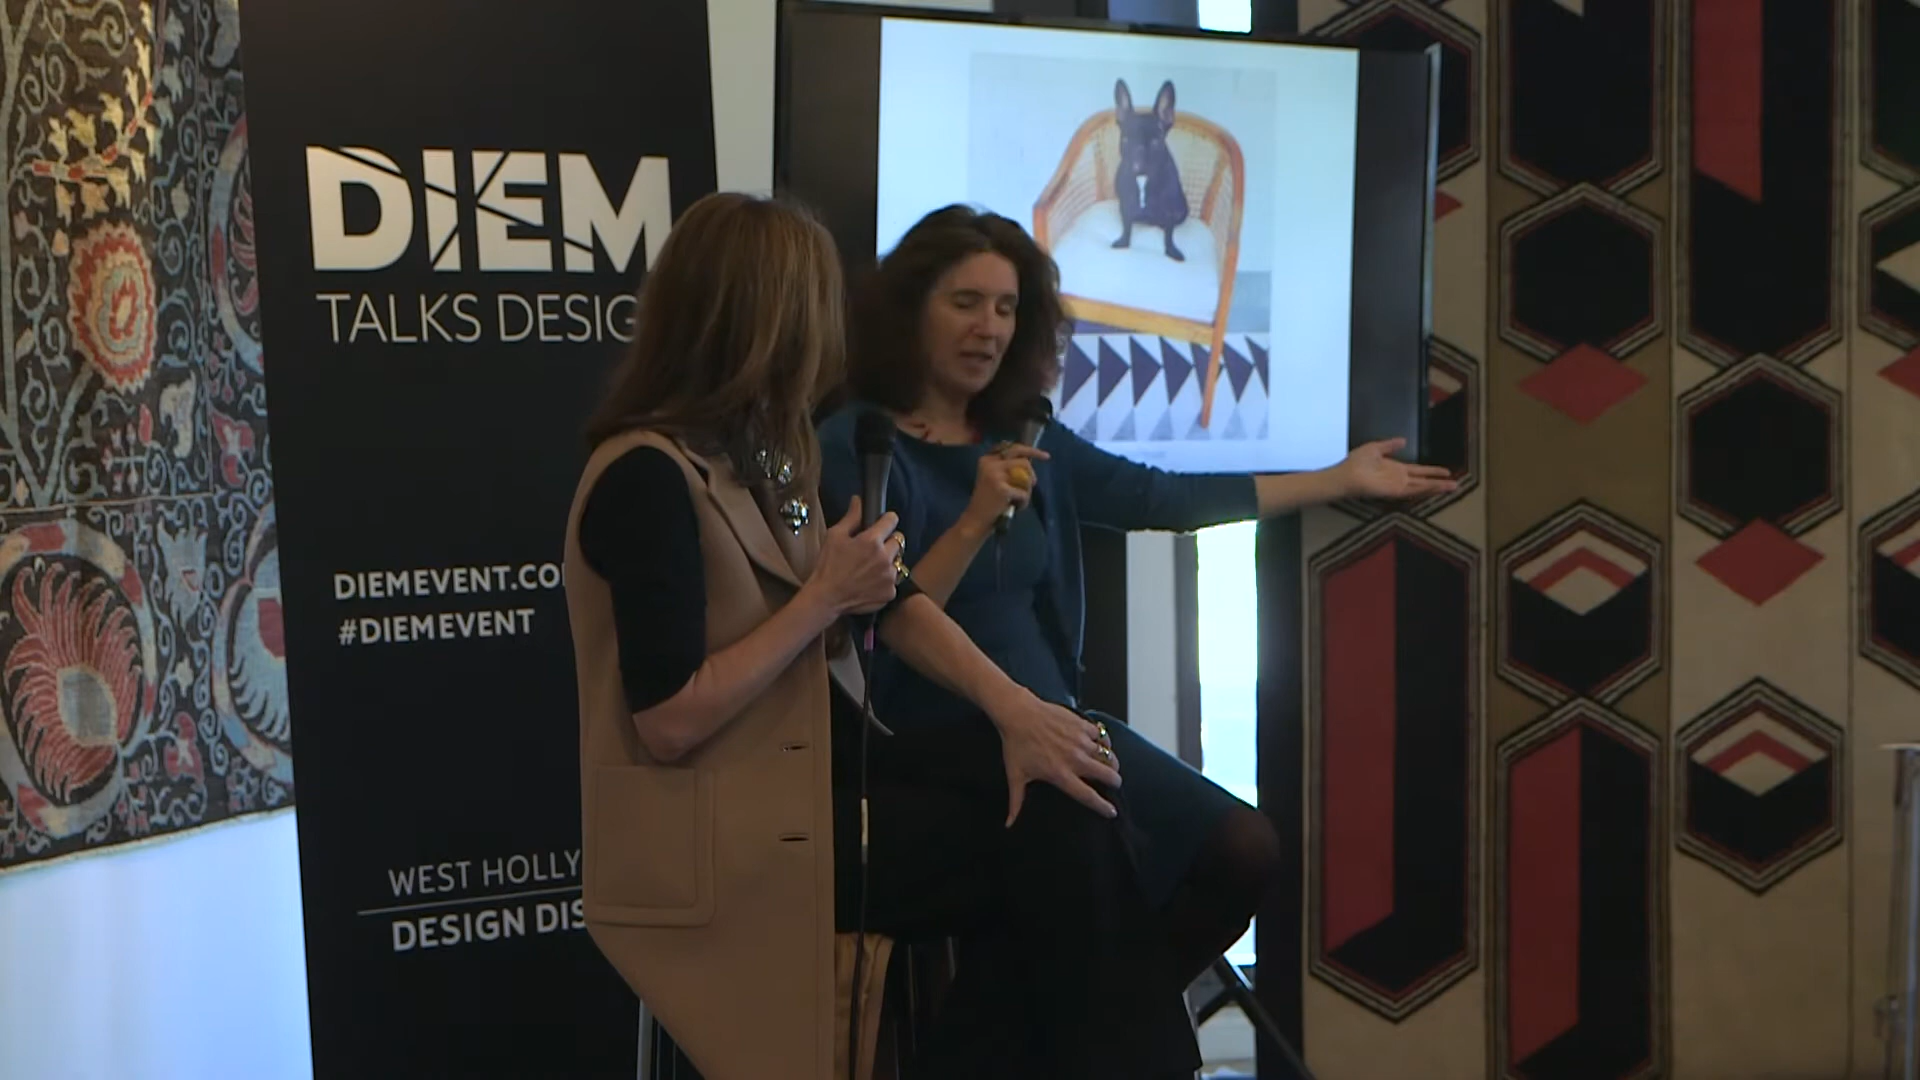 DIEM
TALKS DESIG
DIEMEVENT.CO
#DIEMEVENT
WEST HOLLY
DESIGN DIS